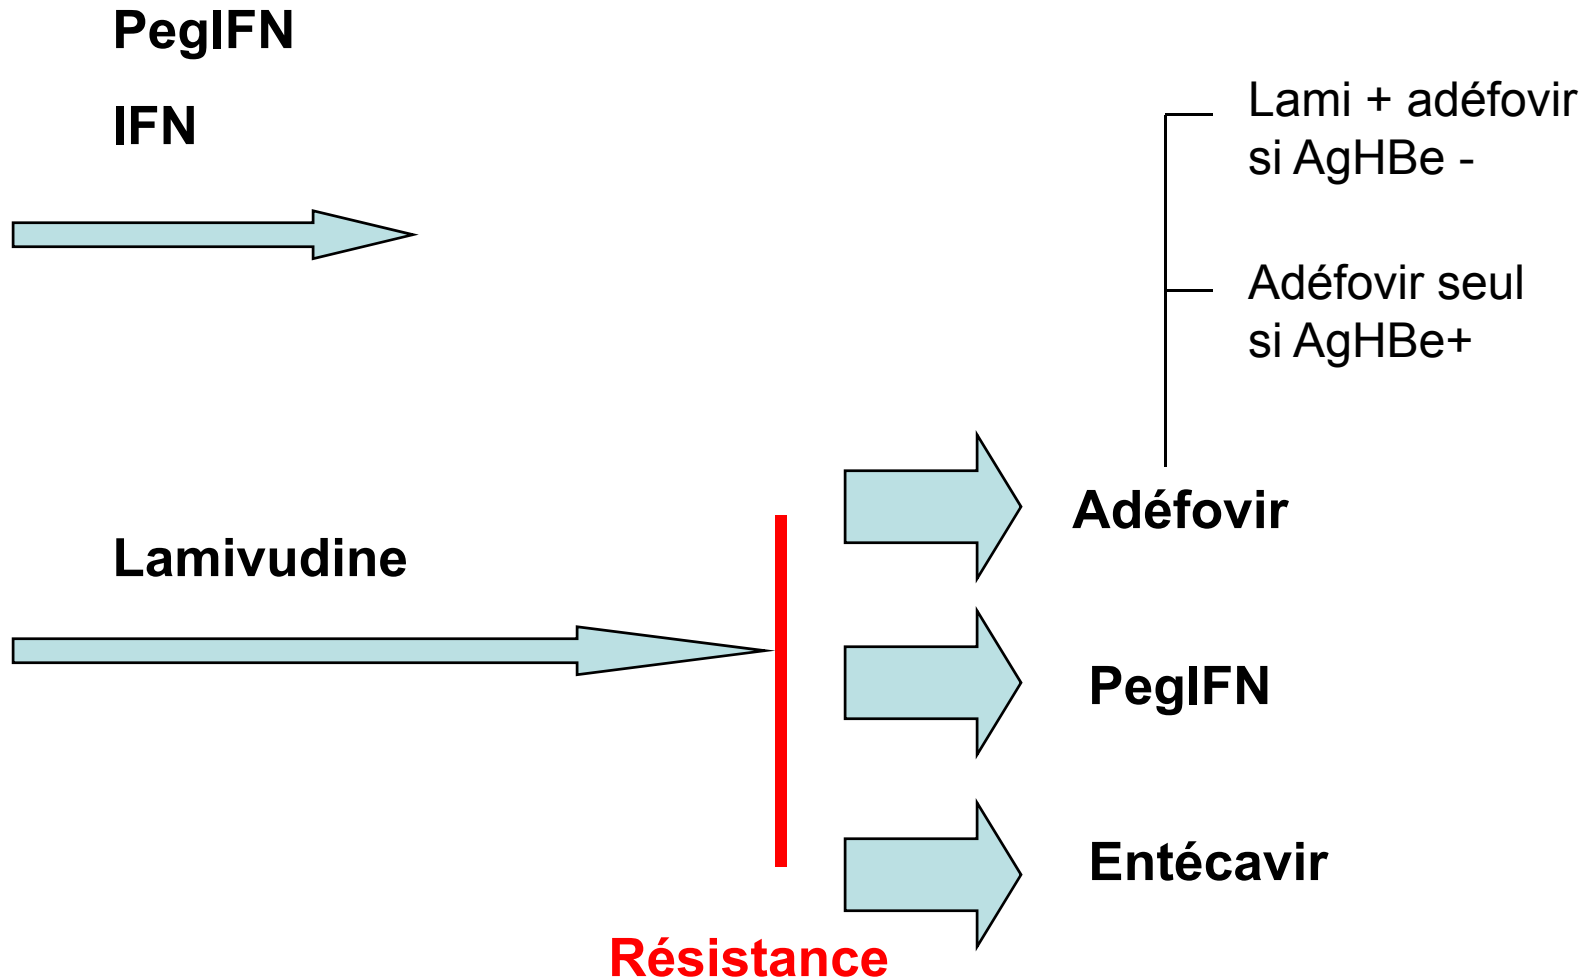 PegIFN
IFN
Lami + adéfovir
si AgHBe -
Adéfovir seul
si AgHBe+
Adéfovir
Lamivudine
PegIFN
Entécavir
Résistance